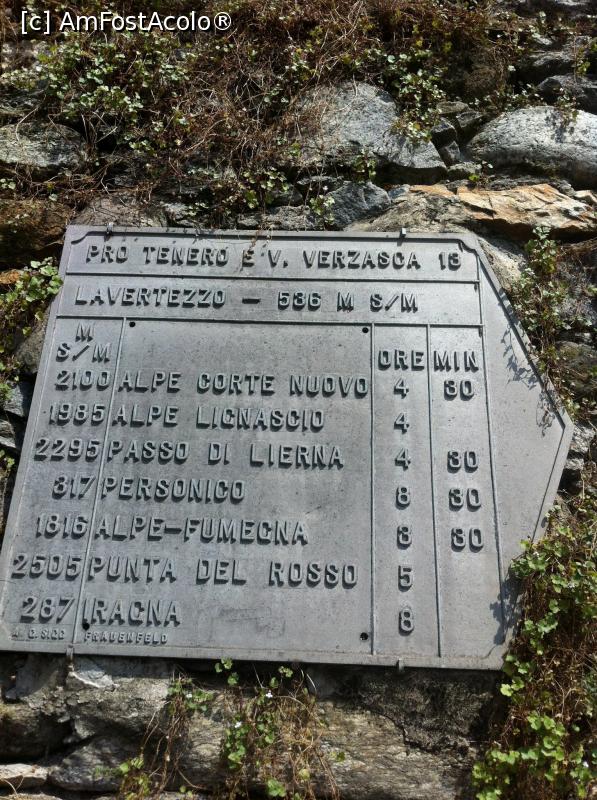 [c] AmFostAcolo®
PRO TENERO E V. VERZASCA 13
LAVERTEZZO — 536 M S/M
M S/M ORE MIN
2100 ALPE CORTE NUOVO 4 30
1985 ALPE LIGNASCIO 4
2295 PASSO DI LIERNA 4 30
317 PERSONICO 8 30
1816 ALPE-FUMEGNA 3 30
2505 PUNTA DEL ROSSO 5
287 IRAGNA 8
FRAUENFELD